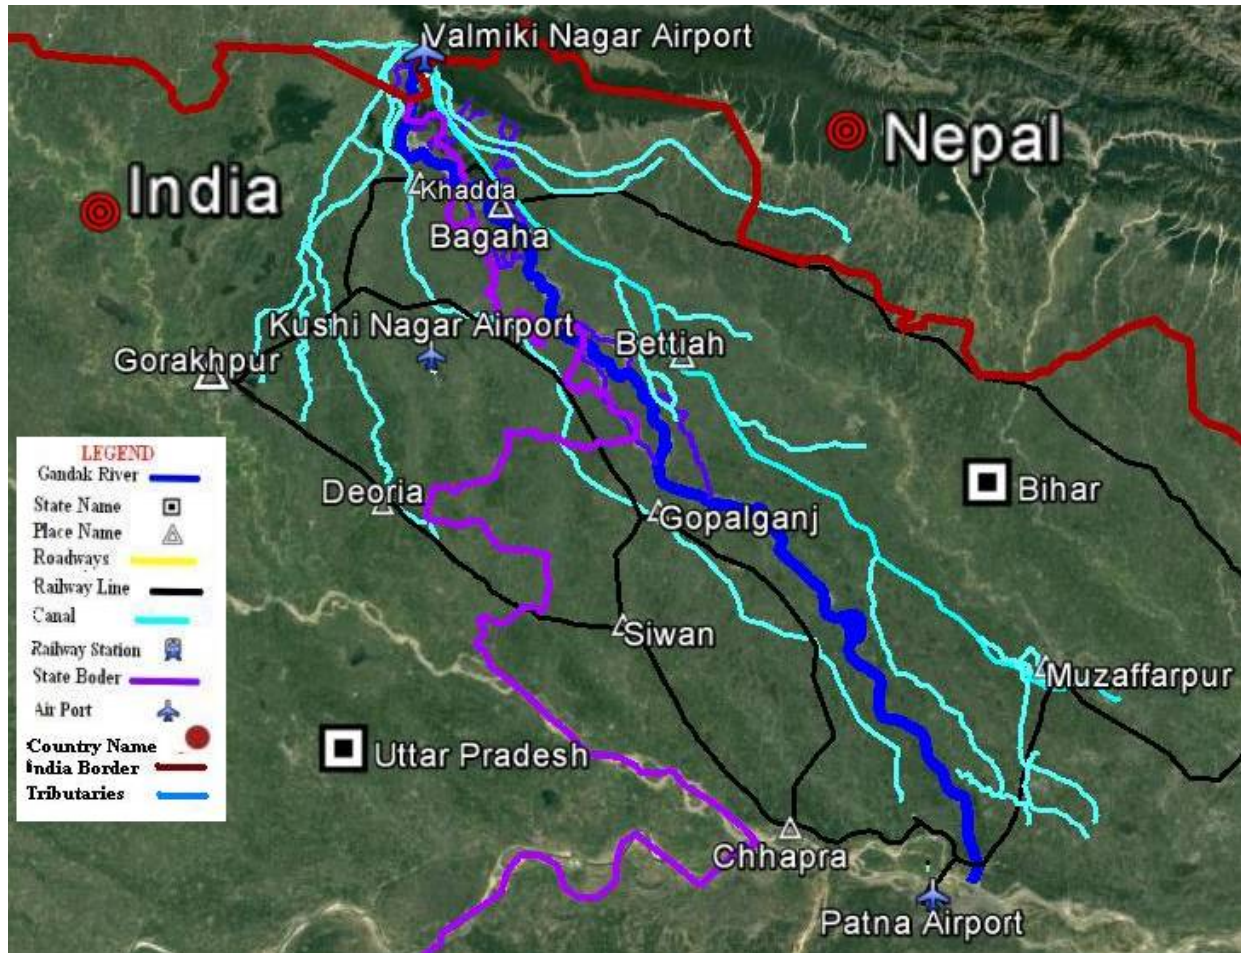 Valmiki Nagar Airport
Nepal
India
Khadda
Bagaha
Kushi Nagar Airport
Bettiah
Gorakhpur
LEGEND
Gandak River
State Name
Place Name
Roadways
Railway Line
Canal
Railway Station
State Boder
Air Port
Country Name
India Border
Tributaries
Deoria
Gopalganj
Bihar
Siwan
Muzaffarpur
Uttar Pradesh
Chhapra
Patna Airport